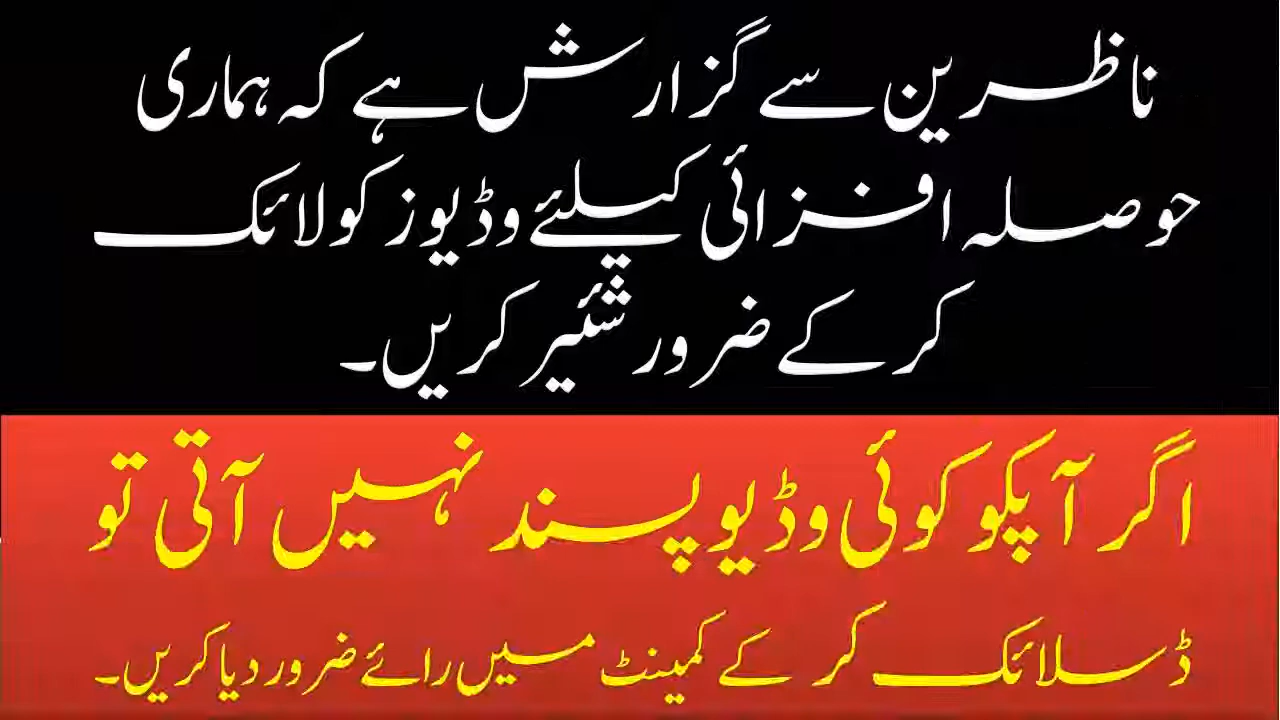 ناظرین سے گزارش ہے کہ ہماری
حوصلہ افزائی کیلئے وڈیوز کو لائک
کر کے ضرور شئیر کریں۔
اگر آپکو کوئی وڈیو پسند نہیں آتی تو
ڈسلائک کر کے کمینٹ میں رائے ضرور دیا کریں۔